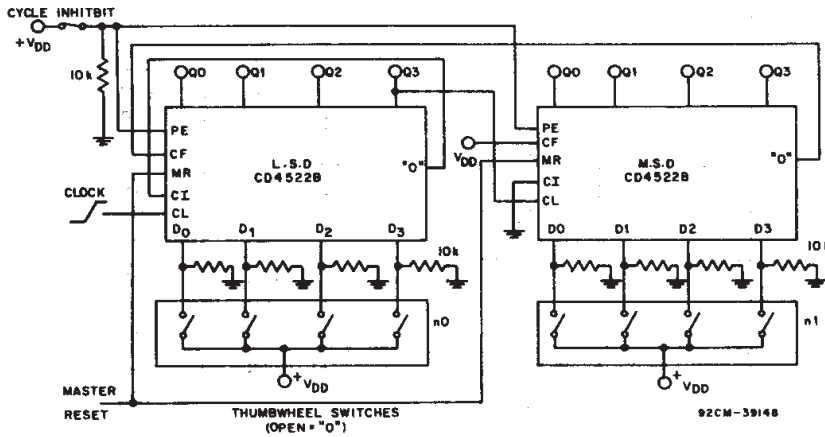 CYCLE INHITBIT
+VDD
10k
Q0 Q1 Q2 Q3
PE
CF
MR
CI
CL
L.S.D
CD4522B
"0"
CLOCK
D0 D1 D2 D3
10k
n0
+VDD
MASTER
RESET
THUMBWHEEL SWITCHES
(OPEN = "0")
Q0 Q1 Q2 Q3
PE
CF
MR
CI
CL
VDD
M.S.D
CD4522B
"0"
D0 D1 D2 D3
10k
n1
+VDD
92CM-39148